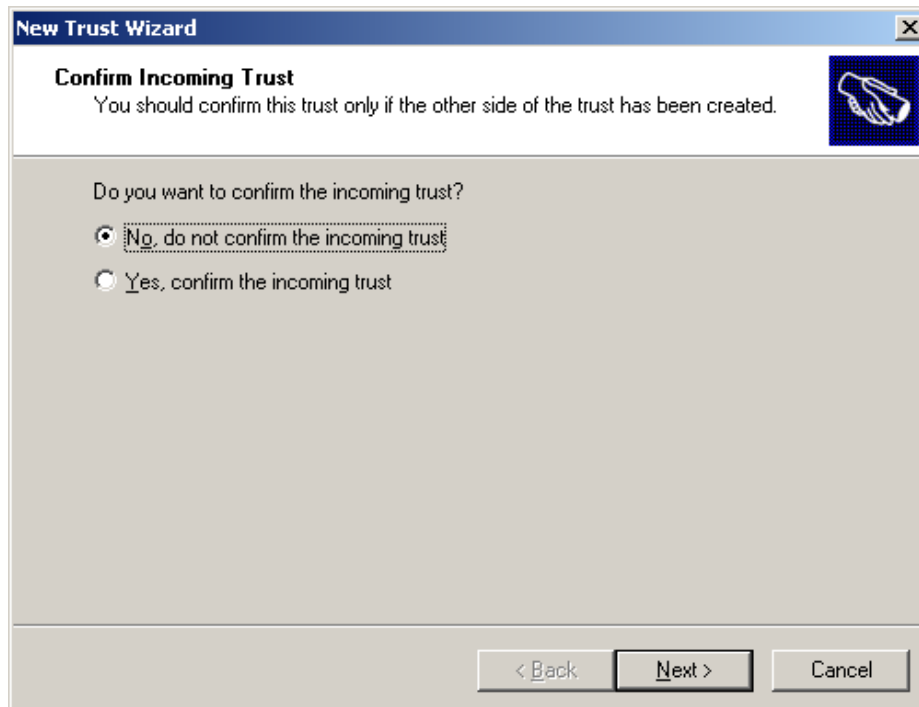 New Trust Wizard
Confirm Incoming Trust
You should confirm this trust only if the other side of the trust has been created.
Do you want to confirm the incoming trust?
No, do not confirm the incoming trust
Yes, confirm the incoming trust
< Back Next > Cancel